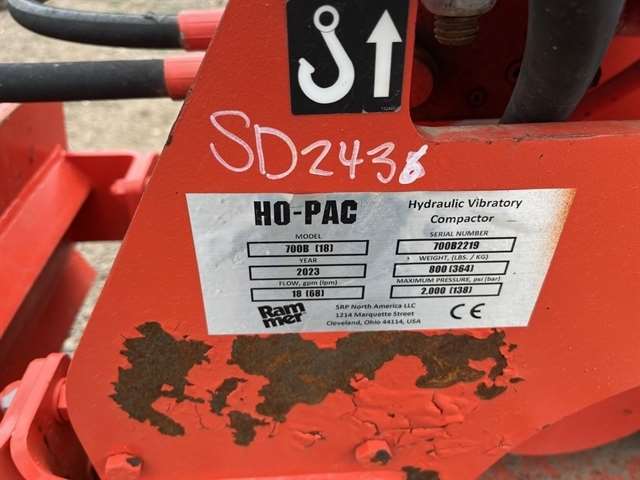 SD2436
HO-PAC
Hydraulic Vibratory
Compactor
MODEL
700B (18)
SERIAL NUMBER
700B2219
YEAR
2023
WEIGHT, (LBS. / KG)
800 (364)
FLOW, gpm (lpm)
18 (68)
MAXIMUM PRESSURE, psi (bar)
2,000 (138)
Ram
mer
SRP North America LLC
1214 Marquette Street
Cleveland, Ohio 44114, USA
CE